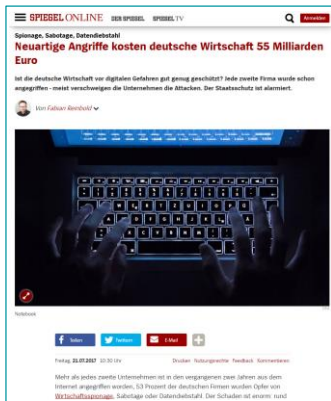 SPIEGEL ONLINE DER SPIEGEL SPIEGEL TV Anmelden
Spionage, Sabotage, Datendiebstahl
Neuartige Angriffe kosten deutsche Wirtschaft 55 Milliarden
Euro
Ist die deutsche Wirtschaft vor digitalen Gefahren gut genug geschützt? Jede zweite Firma wurde schon
angegriffen - meist verschweigen die Unternehmen die Attacken. Der Staatsschutz ist alarmiert.
Von Fabian Reinbold
Notebook
Teilen Twittern E-Mail
Freitag, 21.07.2017 10:30 Uhr Drucken Nutzungsrechte Feedback Kommentieren
Mehr als jedes zweite Unternehmen ist in den vergangenen zwei Jahren aus dem
Internet angegriffen worden, 53 Prozent der deutschen Firmen wurden Opfer von
Wirtschaftsspionage, Sabotage oder Datendiebstahl. Der Schaden ist enorm: rund